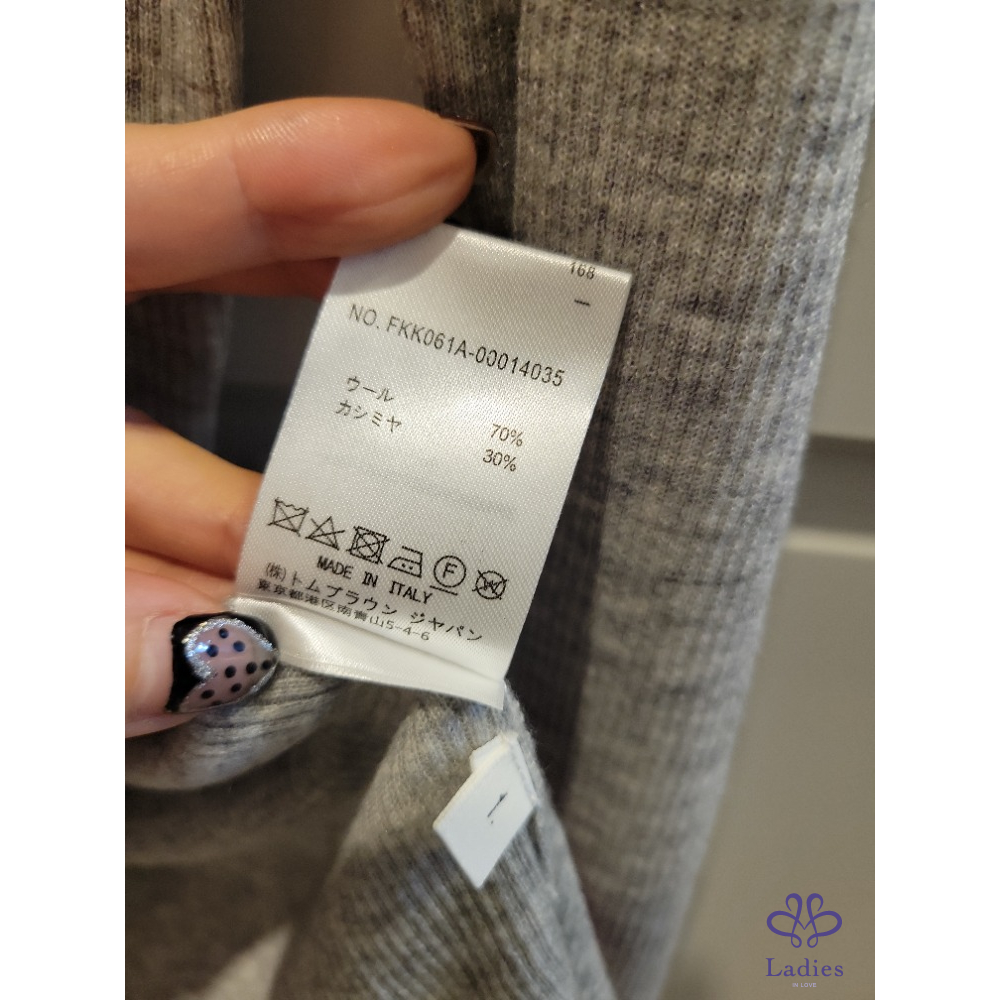 168
—
NO. FKK061A-00014035
ウール 70%
カシミヤ 30%
F
W
MADE IN ITALY
(株)トムブラウン ジャパン
東京都港区南青山5-4-6
1.
Ladies
IN LOVE